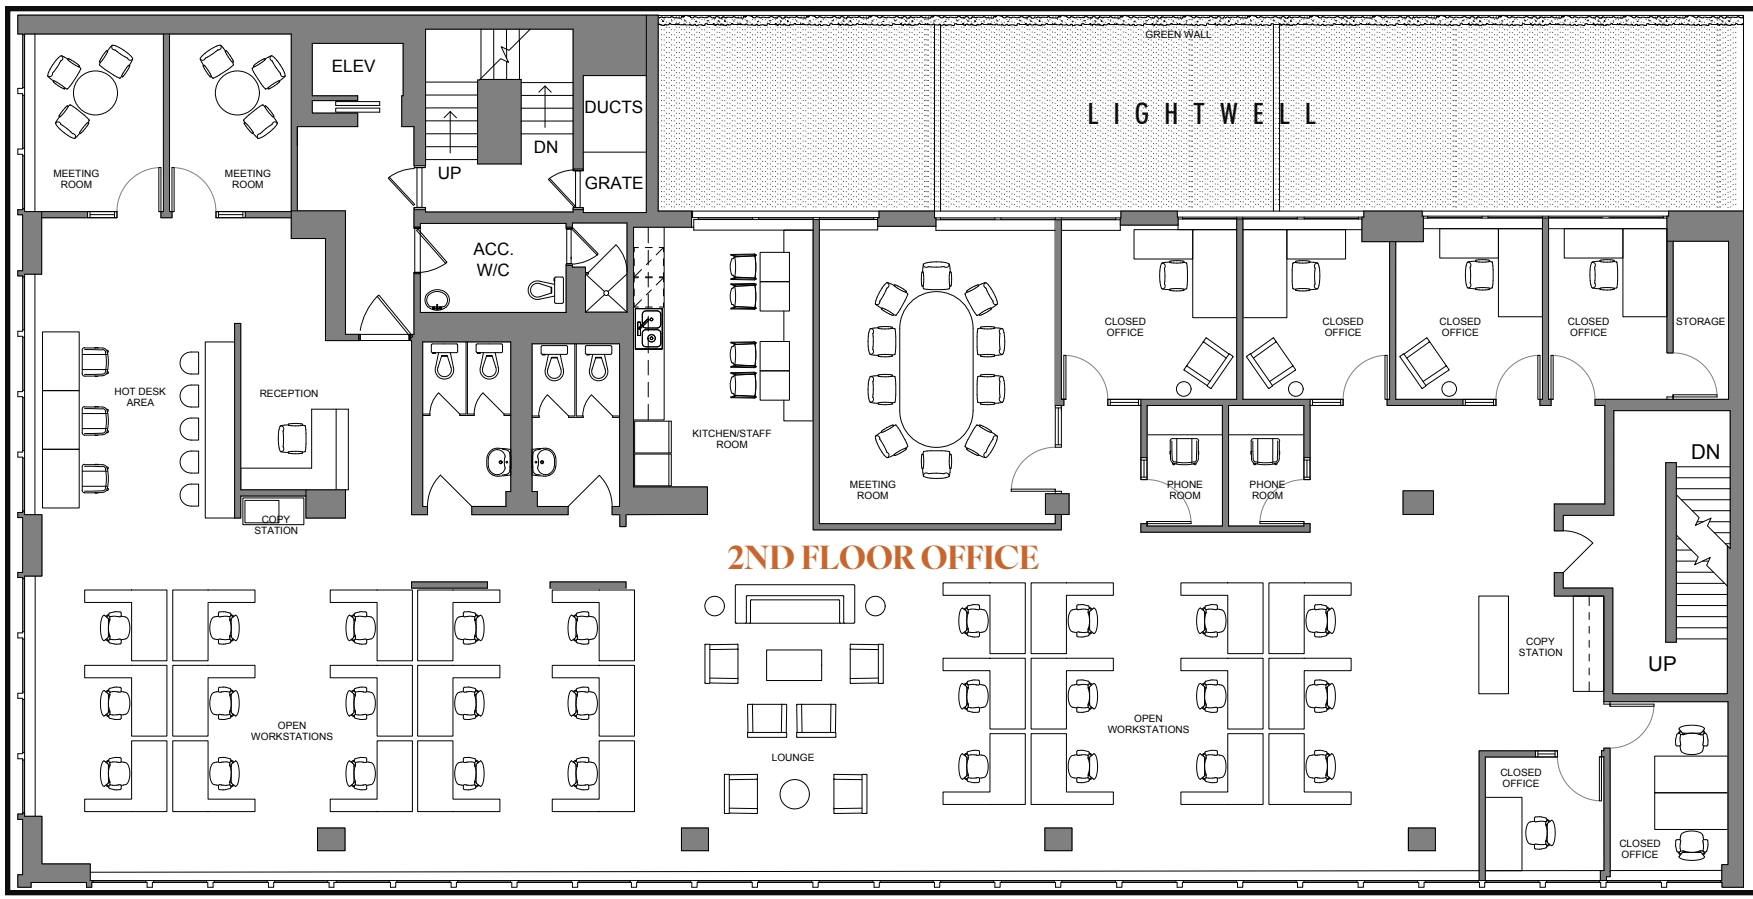 GREEN WALL
ELEV
DUCTS
LIGHTWELL
DN
UP
GRATE
MEETING
ROOM
MEETING
ROOM
ACC.
W/C
CLOSED
OFFICE
CLOSED
OFFICE
CLOSED
OFFICE
CLOSED
OFFICE
STORAGE
HOT DESK
AREA
RECEPTION
KITCHEN/STAFF
ROOM
DN
MEETING
ROOM
PHONE
ROOM
PHONE
ROOM
COPY
STATION
2ND FLOOR OFFICE
COPY
STATION
UP
OPEN
WORKSTATIONS
OPEN
WORKSTATIONS
LOUNGE
CLOSED
OFFICE
CLOSED
OFFICE